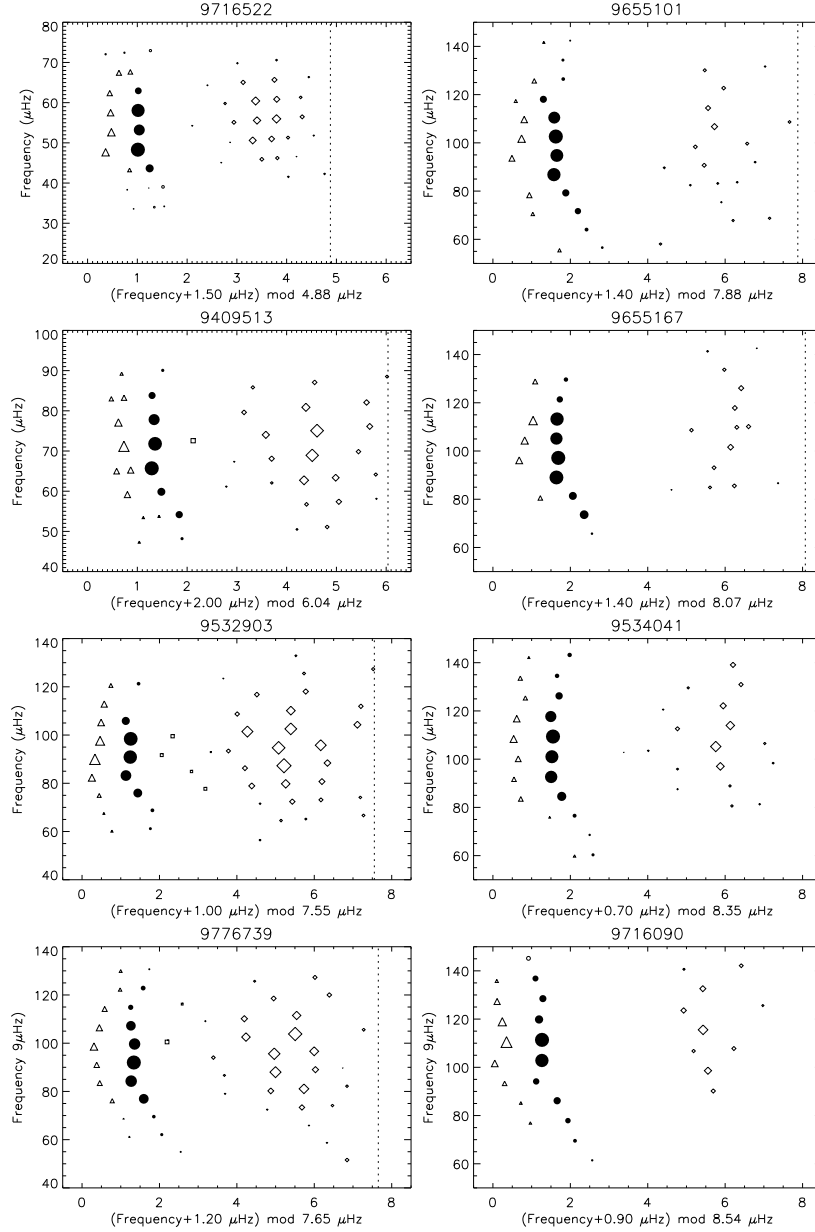 9716522
80
70
60
50
40
30
20
Frequency (μHz)
0 1 2 3 4 5 6
(Frequency+1.50 μHz) mod 4.88 μHz
9655101
140
120
100
80
60
Frequency (μHz)
0 2 4 6 8
(Frequency+1.40 μHz) mod 7.88 μHz
9409513
100
90
80
70
60
50
40
Frequency (μHz)
0 1 2 3 4 5 6
(Frequency+2.00 μHz) mod 6.04 μHz
9655167
140
120
100
80
60
Frequency (μHz)
0 2 4 6 8
(Frequency+1.40 μHz) mod 8.07 μHz
9532903
140
120
100
80
60
40
Frequency (μHz)
0 2 4 6 8
(Frequency+1.00 μHz) mod 7.55 μHz
9534041
140
120
100
80
60
Frequency (μHz)
0 2 4 6 8
(Frequency+0.70 μHz) mod 8.35 μHz
9776739
140
120
100
80
60
40
Frequency 9μHz)
0 2 4 6 8
(Frequency+1.20 μHz) mod 7.65 μHz
9716090
140
120
100
80
60
Frequency (μHz)
0 2 4 6 8
(Frequency+0.90 μHz) mod 8.54 μHz